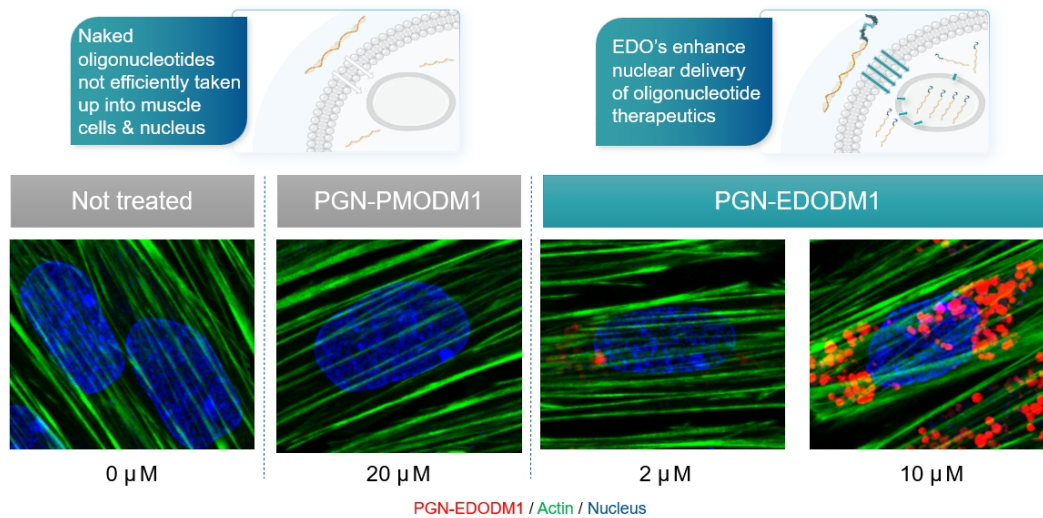 Naked
oligonucleotides
not efficiently taken
up into muscle
cells & nucleus
EDO's enhance
nuclear delivery
of oligonucleotide
therapeutics
Not treated
PGN-PMODM1
PGN-EDODM1
0 µM
20 µM
2 µM
10 µM
PGN-EDODM1 / Actin / Nucleus